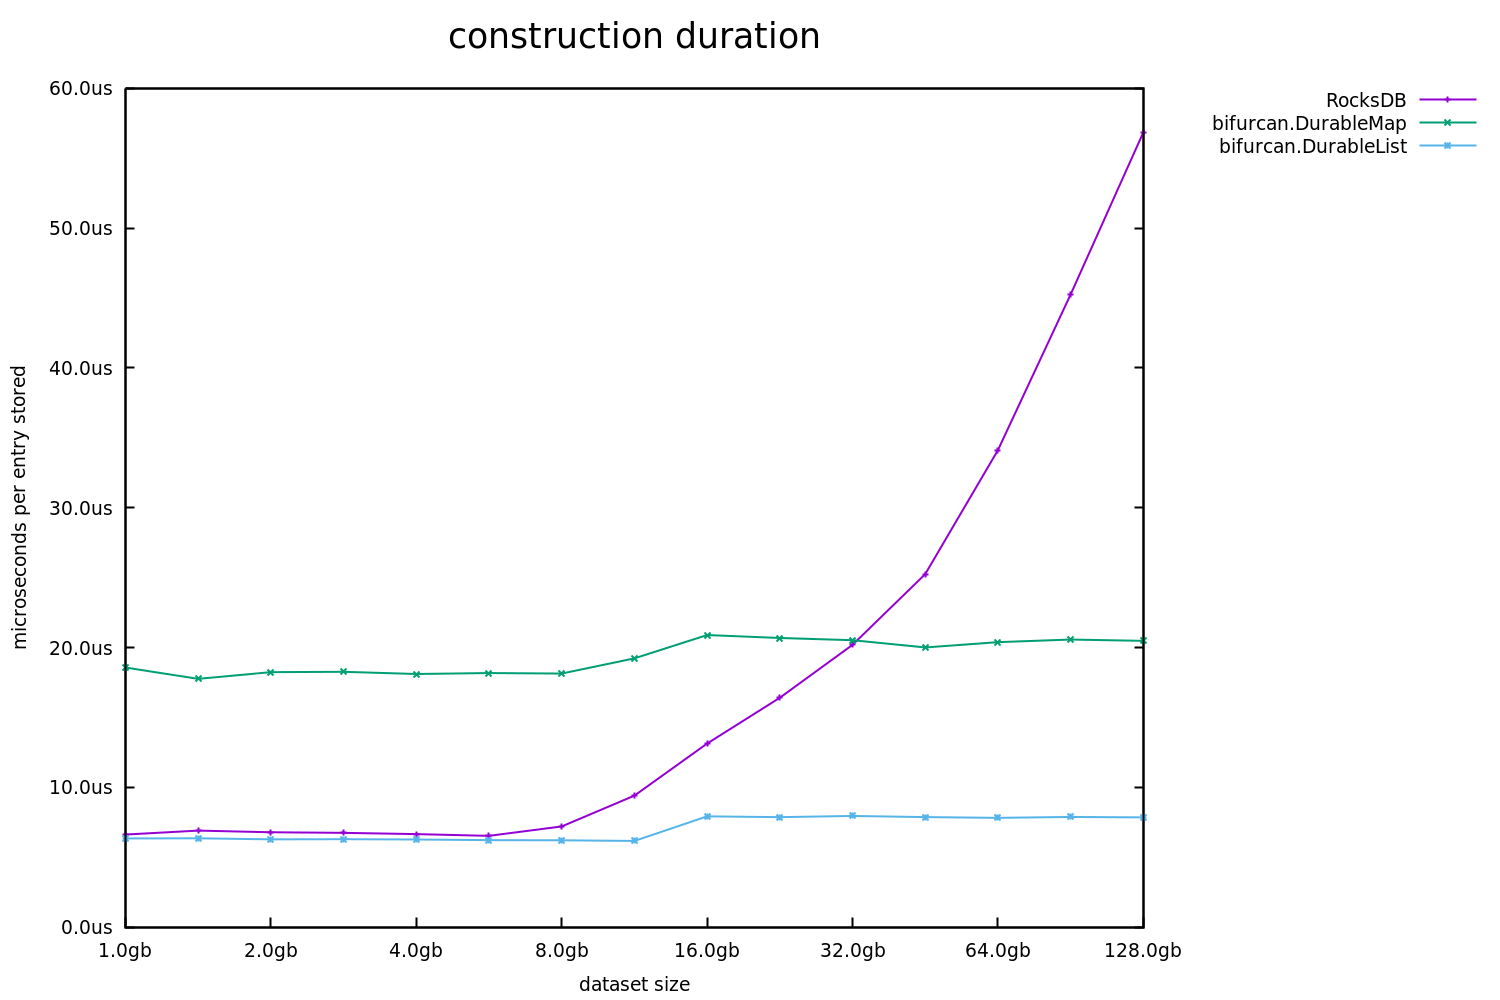 construction duration
60.0us
50.0us
40.0us
30.0us
20.0us
10.0us
0.0us
microseconds per entry stored
1.0gb 2.0gb 4.0gb 8.0gb 16.0gb 32.0gb 64.0gb 128.0gb
dataset size
RocksDB
bifurcan.DurableMap
bifurcan.DurableList